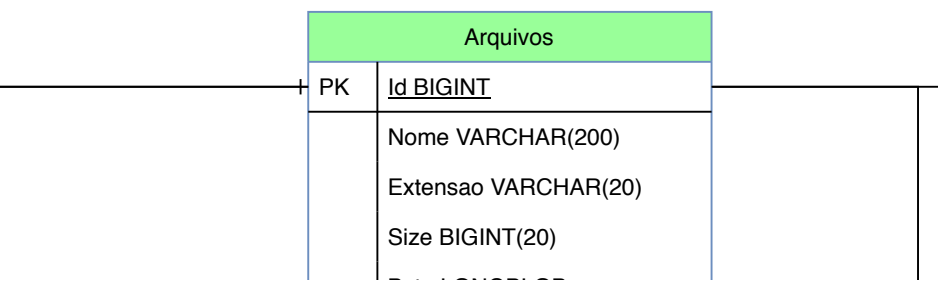 Arquivos
PK Id BIGINT
Nome VARCHAR(200)
Extensao VARCHAR(20)
Size BIGINT(20)